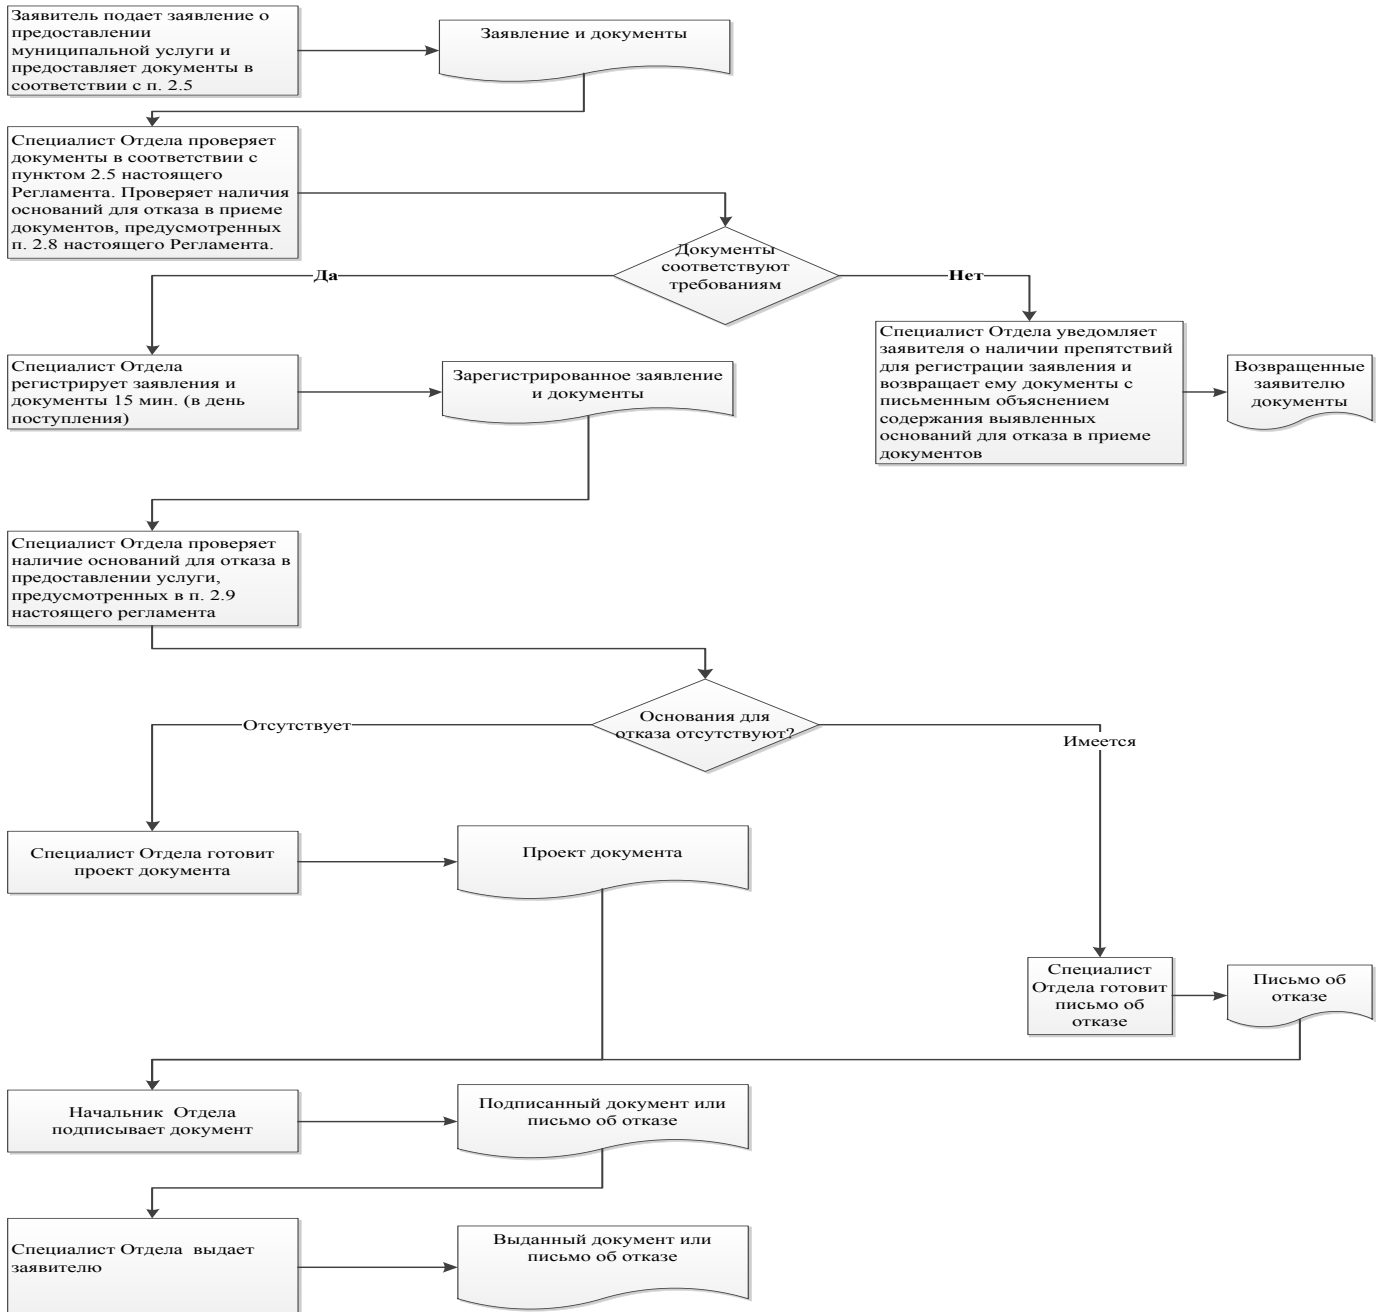 Заявитель подает заявление о
предоставлении
муниципальной услуги и
предоставляет документы в
соответствии с п. 2.5
Заявление и документы
Специалист Отдела проверяет
документы в соответствии с
пунктом 2.5 настоящего
Регламента. Проверяет наличия
оснований для отказа в приеме
документов, предусмотренных
п. 2.8 настоящего Регламента.
Документы
соответствуют
требованиям
Да
Нет
Специалист Отдела
регистрирует заявления и
документы 15 мин. (в день
поступления)
Зарегистрированное заявление
и документы
Специалист Отдела уведомляет
заявителя о наличии препятствий
для регистрации заявления и
возвращает ему документы с
письменным объяснением
содержания выявленных
оснований для отказа в приеме
документов
Возвращенные
заявителю
документы
Специалист Отдела проверяет
наличие оснований для отказа в
предоставлении услуги,
предусмотренных в п. 2.9
настоящего регламента
Основания для
отказа отсутствуют?
Отсутствует
Имеется
Специалист Отдела готовит
проект документа
Проект документа
Специалист
Отдела готовит
письмо об
отказе
Письмо об
отказе
Начальник  Отдела
подписывает документ
Подписанный документ или
письмо об отказе
Специалист Отдела  выдает
заявителю
Выданный документ или
письмо об отказе